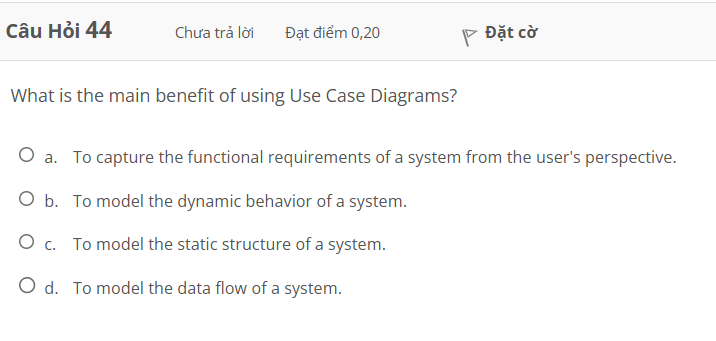 Câu Hỏi 44 Chưa trả lời Đạt điểm 0,20 Đặt cờ
What is the main benefit of using Use Case Diagrams?
a. To capture the functional requirements of a system from the user's perspective.
b. To model the dynamic behavior of a system.
c. To model the static structure of a system.
d. To model the data flow of a system.